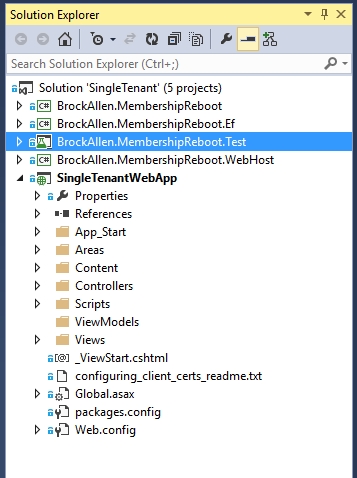 Solution Explorer
Search Solution Explorer (Ctrl+;)
Solution 'SingleTenant' (5 projects)
C# BrockAllen.MembershipReboot
C# BrockAllen.MembershipReboot.Ef
BrockAllen.MembershipReboot.Test
C# BrockAllen.MembershipReboot.WebHost
SingleTenantWebApp
Properties
References
App_Start
Areas
Content
Controllers
Scripts
ViewModels
Views
[@] _ViewStart.cshtml
configuring_client_certs_readme.txt
Global.asax
packages.config
Web.config